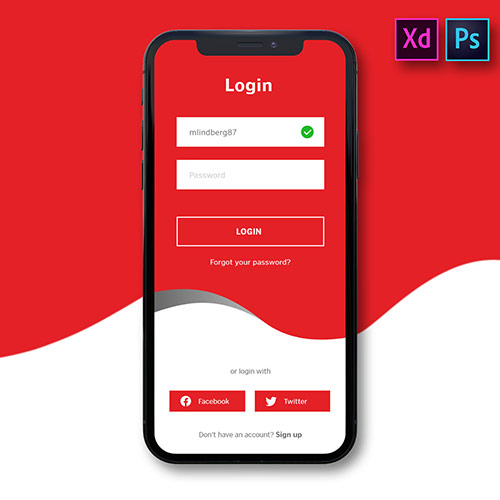 Xd Ps
Login
mlindberg87
Password
LOGIN
Forgot your password?
or login with
Facebook Twitter
Don't have an account? Sign up